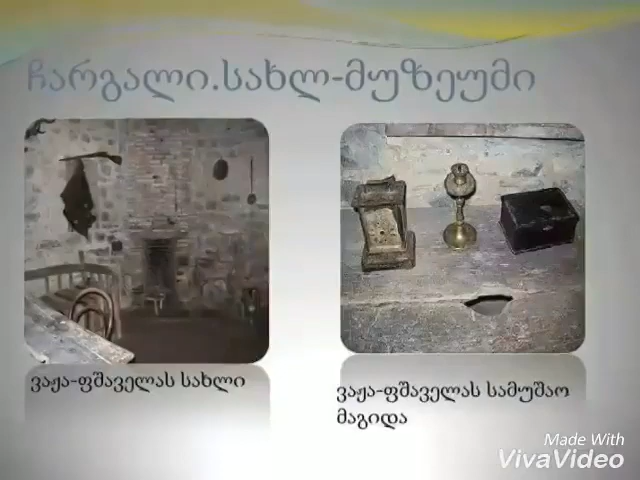 ჩარგალი.სახლ-მუზეუმი
ვაჟა-ფშაველას სახლი
ვაჟა-ფშაველას სამუშაო
მაგიდა
Made With
VivaVideo